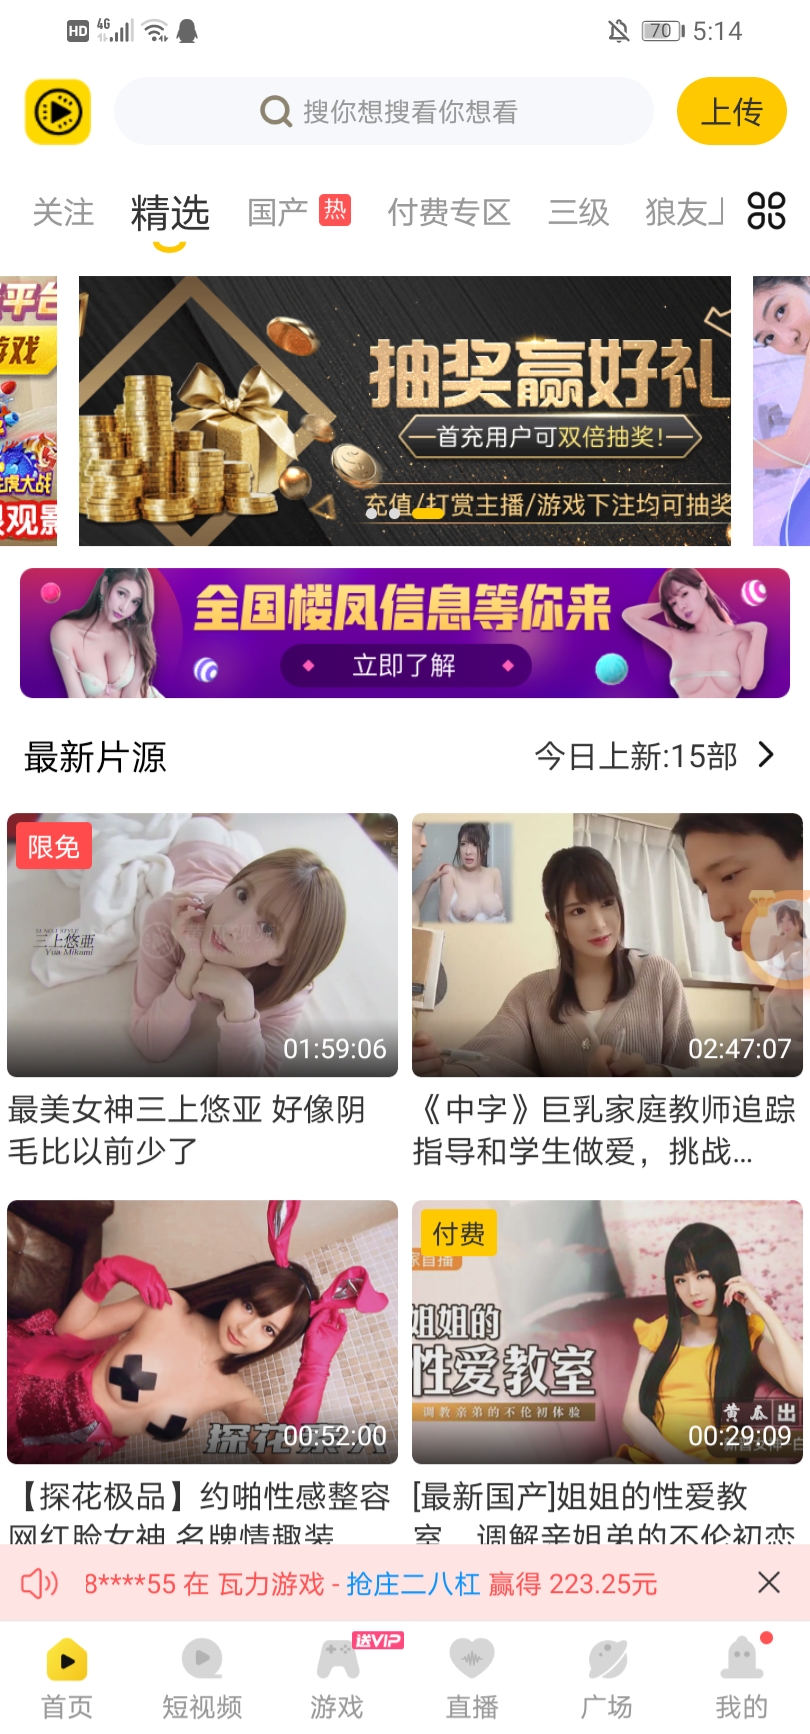 HD 4G 70 5:14
搜你想搜看你想看
上传
关注 精选 国产 热 付费专区 三级 狼友
平台
游戏
虎大战
观影
抽奖赢好礼
首充用户可双倍抽奖!
充值/打赏主播/游戏下注均可抽奖
全国楼凤信息等你来
立即了解
最新片源
今日上新:15部
限免
三上悠亜
Yua Mikami
01:59:06
02:47:07
最美女神三上悠亚 好像阴
毛比以前少了
《中字》巨乳家庭教师追踪
指导和学生做爱，挑战...
探花
00:52:00
付费
家自播
姐姐的
性爱教室
调教亲弟的不伦初体验
黄瓜出
00:29:09
【探花极品】约啪性感整容
网红脸女神 名牌情趣装
[最新国产]姐姐的性爱教
室，调解亲姐弟的不伦初恋
8****55 在 瓦力游戏 - 抢庄二八杠 赢得 223.25元
送VIP
首页 短视频 游戏 直播 广场 我的